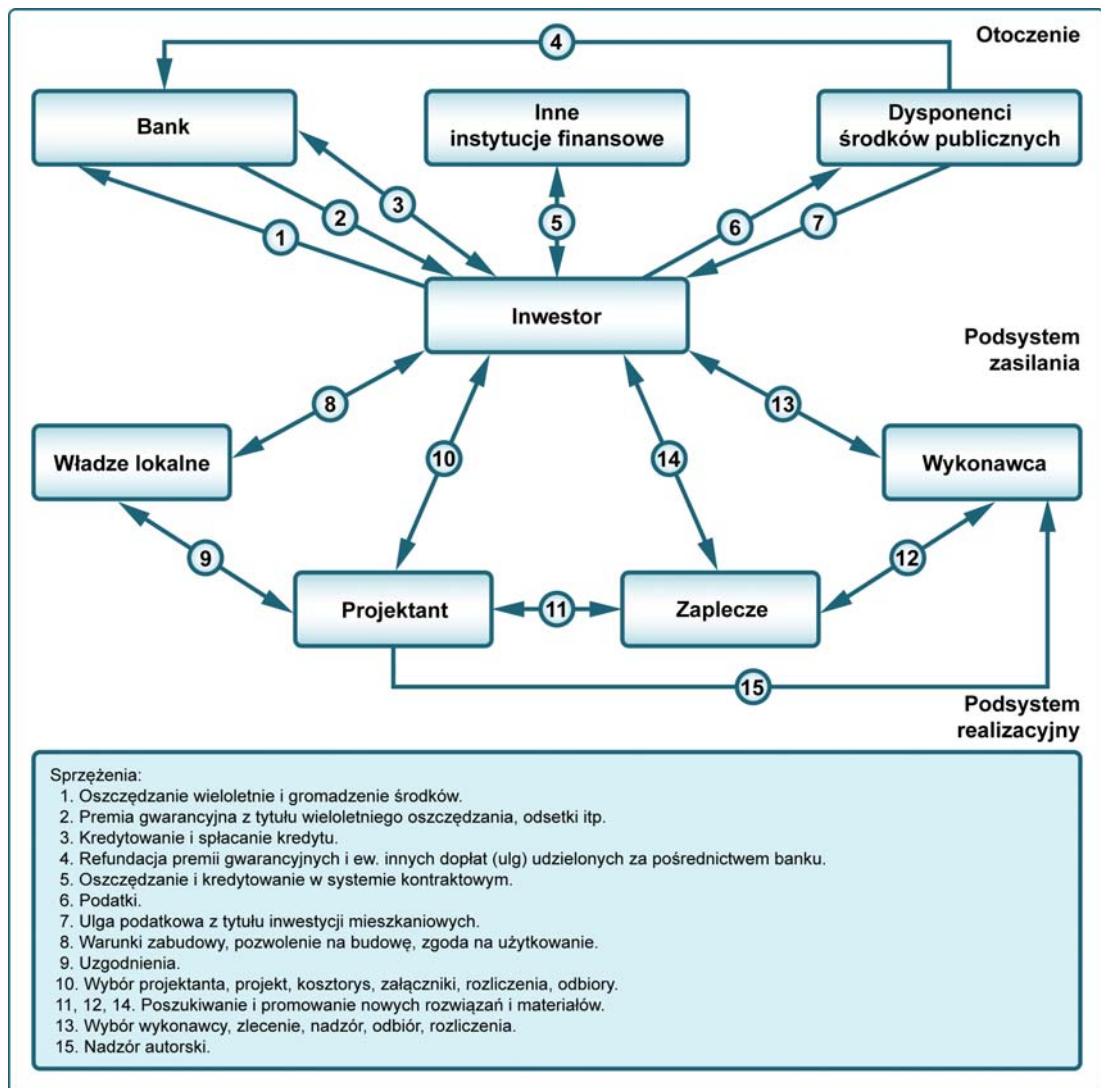 4
Otoczenie
Bank
Inne
instytucje finansowe
Dysponenci
środków publicznych
1
2
3
5
6
7
Inwestor
Podsystem
zasilania
8
10
14
13
Władze lokalne
Wykonawca
9
12
Projektant
11
Zaplecze
15
Podsystem
realizacyjny
Sprzężenia:
1. Oszczędzanie wieloletnie i gromadzenie środków.
2. Premia gwarancyjna z tytułu wieloletniego oszczędzania, odsetki itp.
3. Kredytowanie i spłacanie kredytu.
4. Refundacja premii gwarancyjnych i ew. innych dopłat (ulg) udzielonych za pośrednictwem banku.
5. Oszczędzanie i kredytowanie w systemie kontraktowym.
6. Podatki.
7. Ulga podatkowa z tytułu inwestycji mieszkaniowych.
8. Warunki zabudowy, pozwolenie na budowę, zgoda na użytkowanie.
9. Uzgodnienia.
10. Wybór projektanta, projekt, kosztorys, załączniki, rozliczenia, odbiory.
11, 12, 14. Poszukiwanie i promowanie nowych rozwiązań i materiałów.
13. Wybór wykonawcy, zlecenie, nadzór, odbiór, rozliczenia.
15. Nadzór autorski.